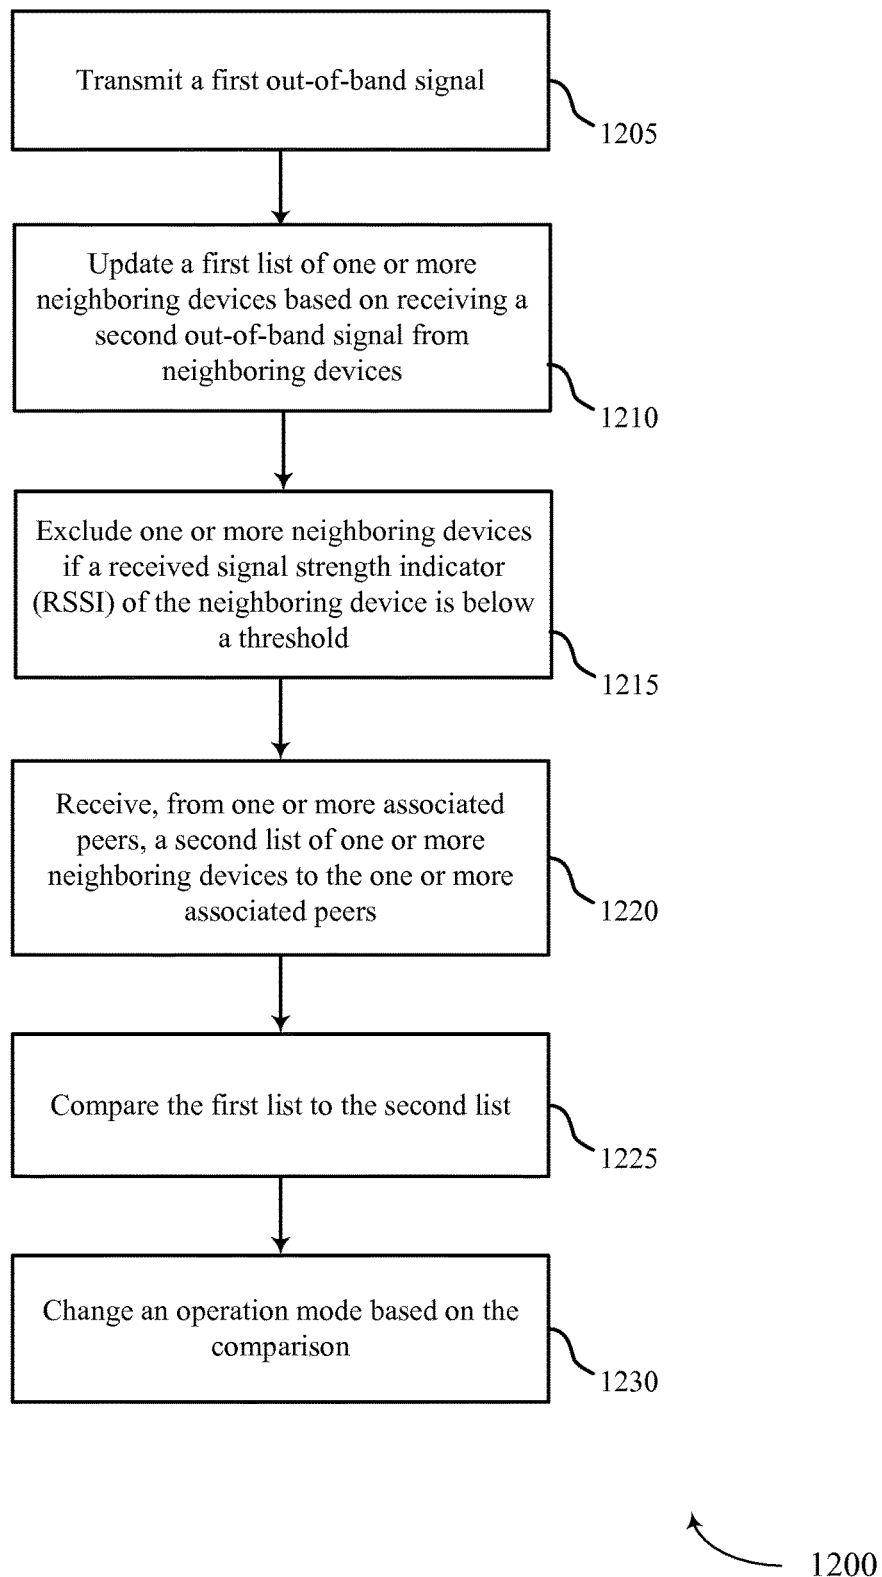 Transmit a first out-of-band signal
1205
Update a first list of one or more
neighboring devices based on receiving a
second out-of-band signal from
neighboring devices
1210
Exclude one or more neighboring devices
if a received signal strength indicator
(RSSI) of the neighboring device is below
a threshold
1215
Receive, from one or more associated
peers, a second list of one or more
neighboring devices to the one or more
associated peers
1220
Compare the first list to the second list
1225
Change an operation mode based on the
comparison
1230
1200